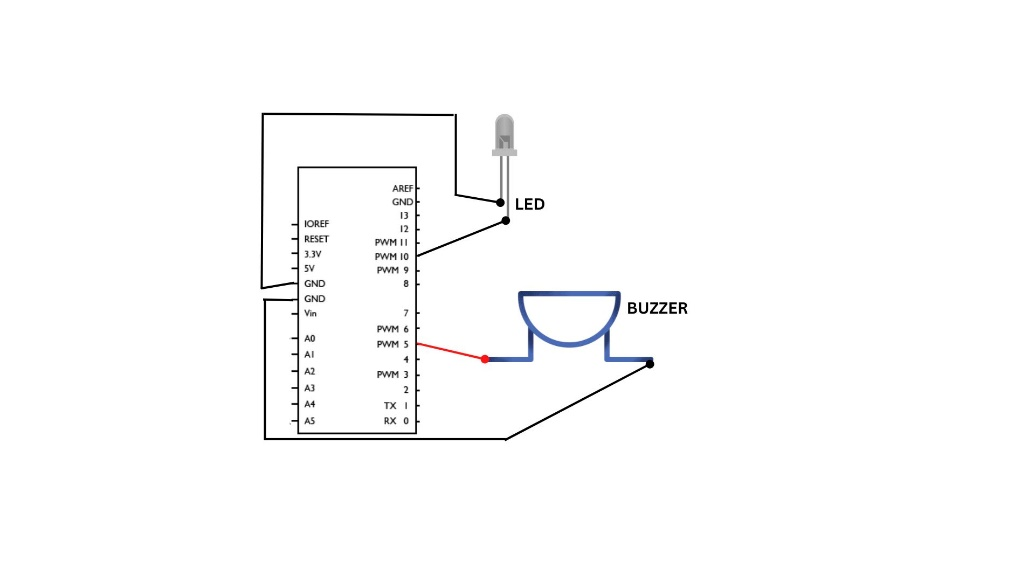 AREF
GND
13
12
PWM 11
PWM 10
PWM 9
8
7
PWM 6
PWM 5
4
PWM 3
2
TX 1
RX 0
IOREF
RESET
3.3V
5V
GND
GND
Vin
A0
A1
A2
A3
A4
A5
LED
BUZZER